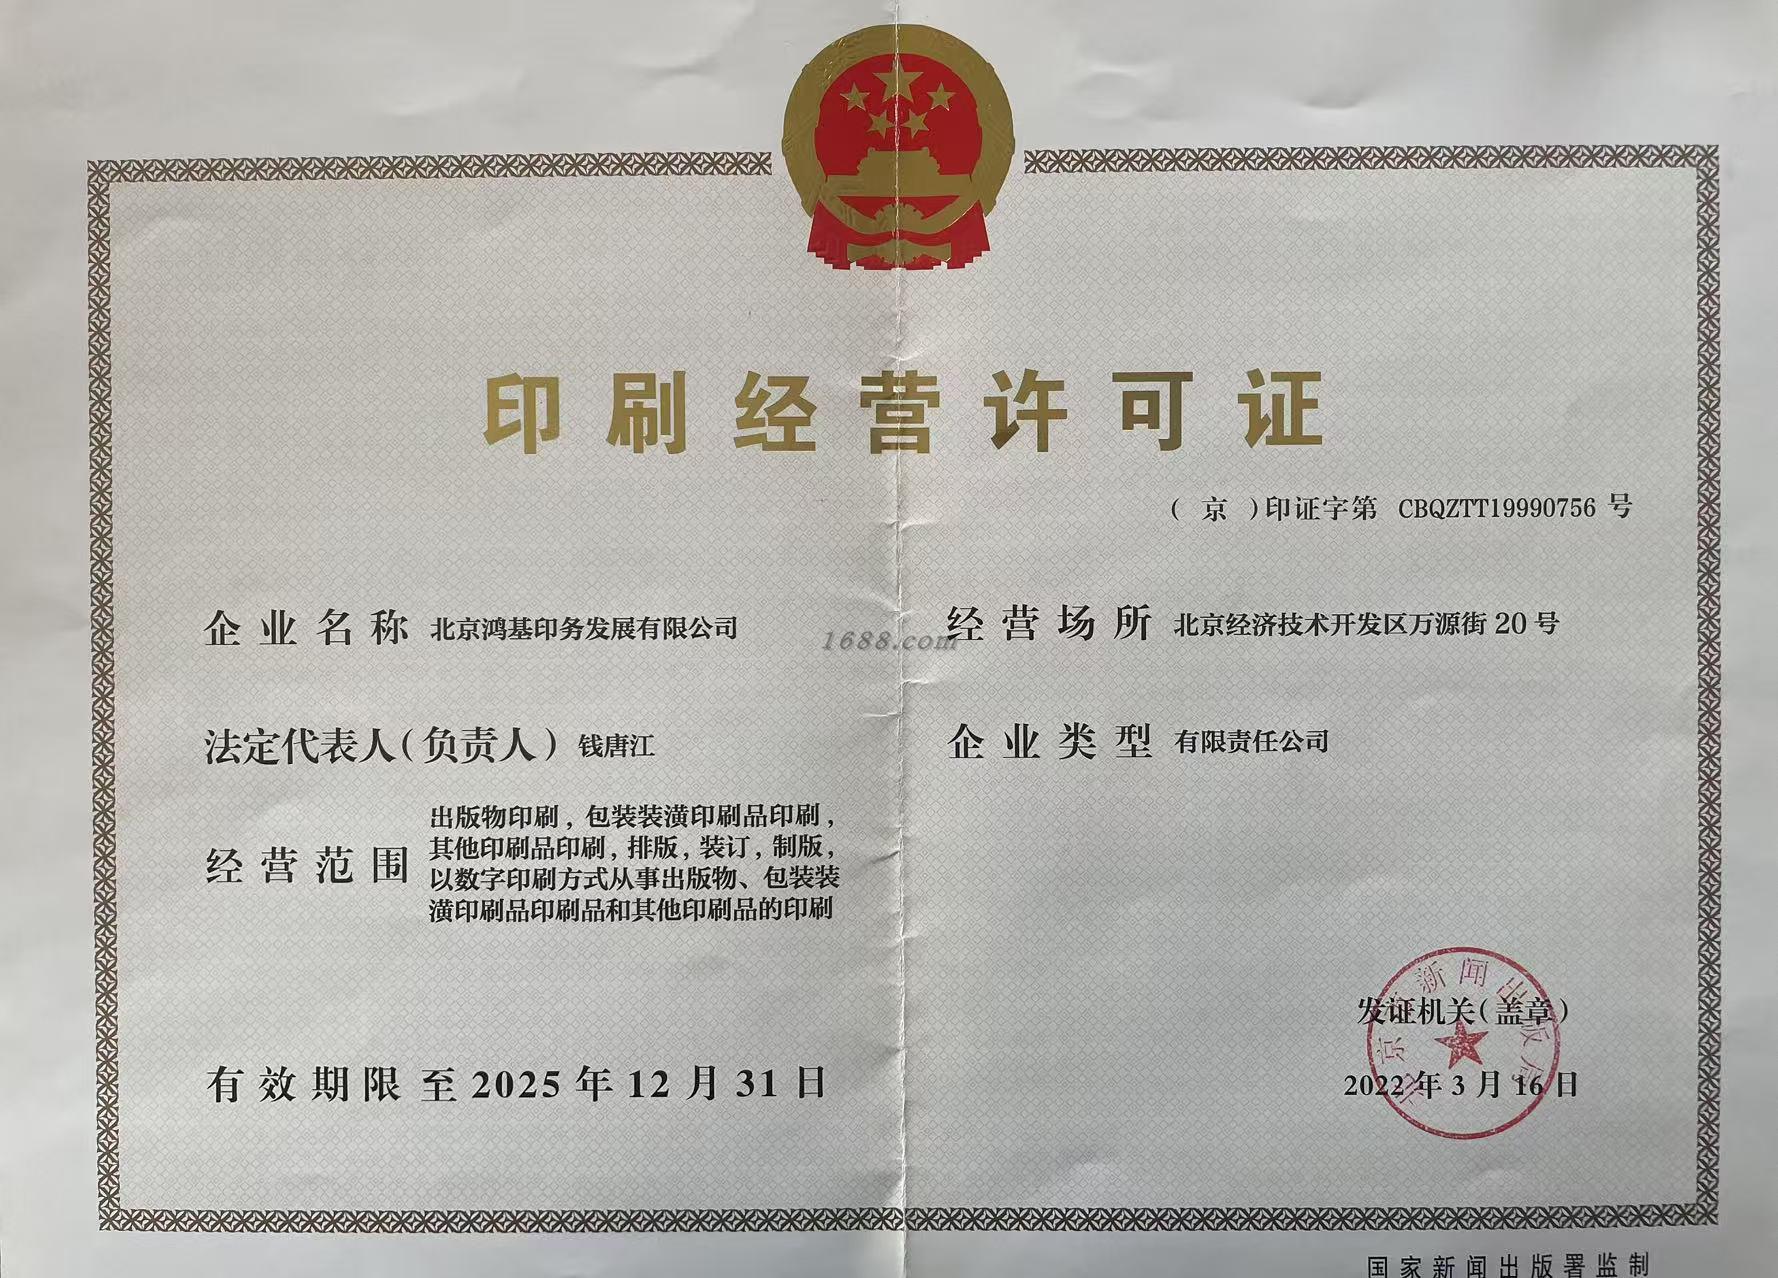 印刷经营许可证
（ 京 ）印证字第 CBQZTT19990756 号
企业名称 北京鸿基印务发展有限公司
经营场所 北京经济技术开发区万源街 20 号
1688.com
法定代表人（负责人） 钱唐江
企业类型 有限责任公司
经营范围
出版物印刷，包装装潢印刷品印刷，
其他印刷品印刷，排版，装订，制版，
以数字印刷方式从事出版物、包装装
潢印刷品印刷品和其他印刷品的印刷
北京市新闻出版局
发证机关（盖章）
有效期限至 2025 年 12 月 31 日
2022 年 3 月 16 日
国家新闻出版署监制